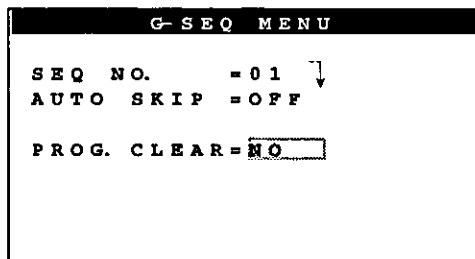 G-SEQ MENU
SEQ NO. =01
AUTO SKIP =OFF
PROG. CLEAR=NO